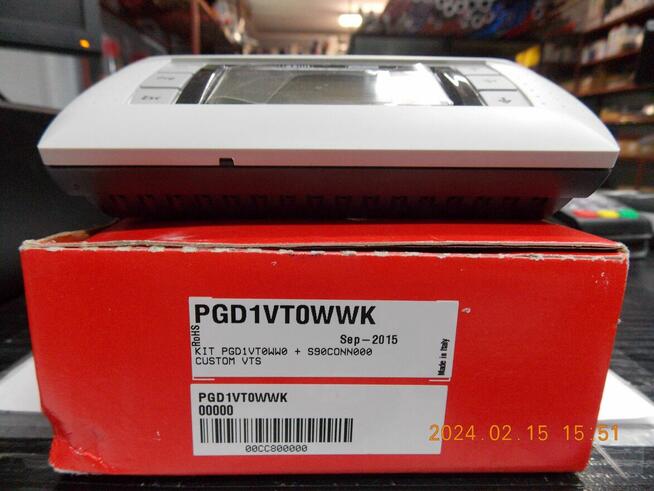 Prg
Esc
PGD1VT0WWK
RoHS
Sep-2015
KIT PGD1VT0WW0 + S90CONN000
CUSTOM VTS
Made in Italy
PGD1VT0WWK
00000
00CC800000
2024.02.15 15:51